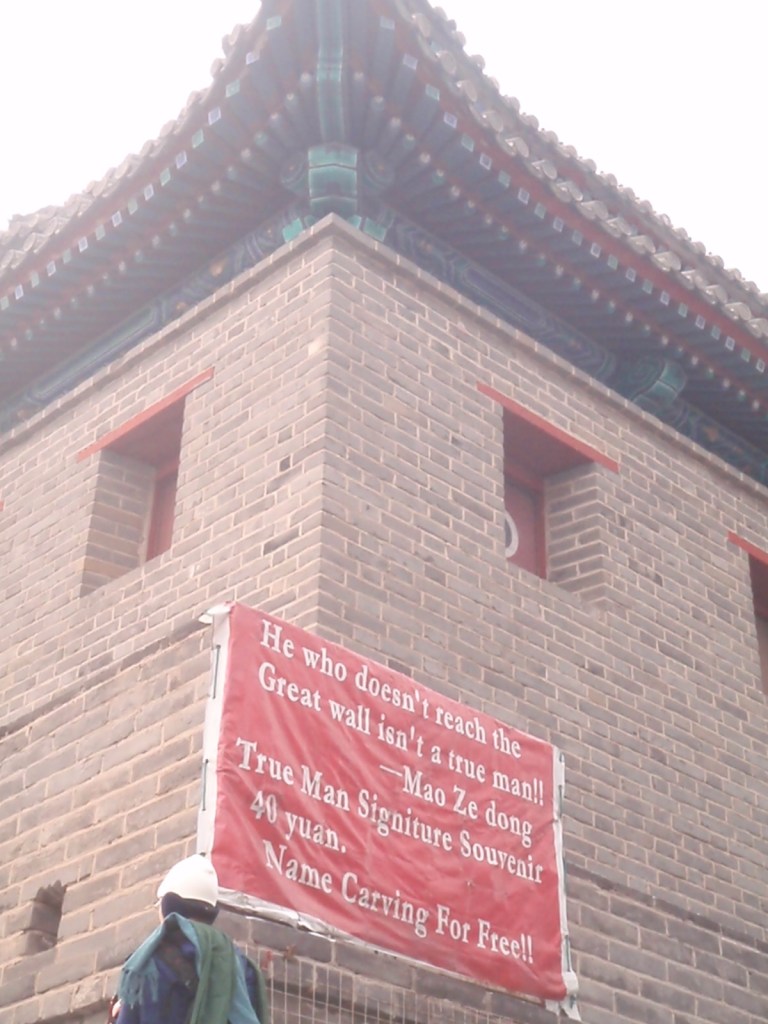 He who doesn't reach the
Great wall isn't a true man!!
—Mao Ze dong
True Man Signiture Souvenir
40 yuan.
Name Carving For Free!!